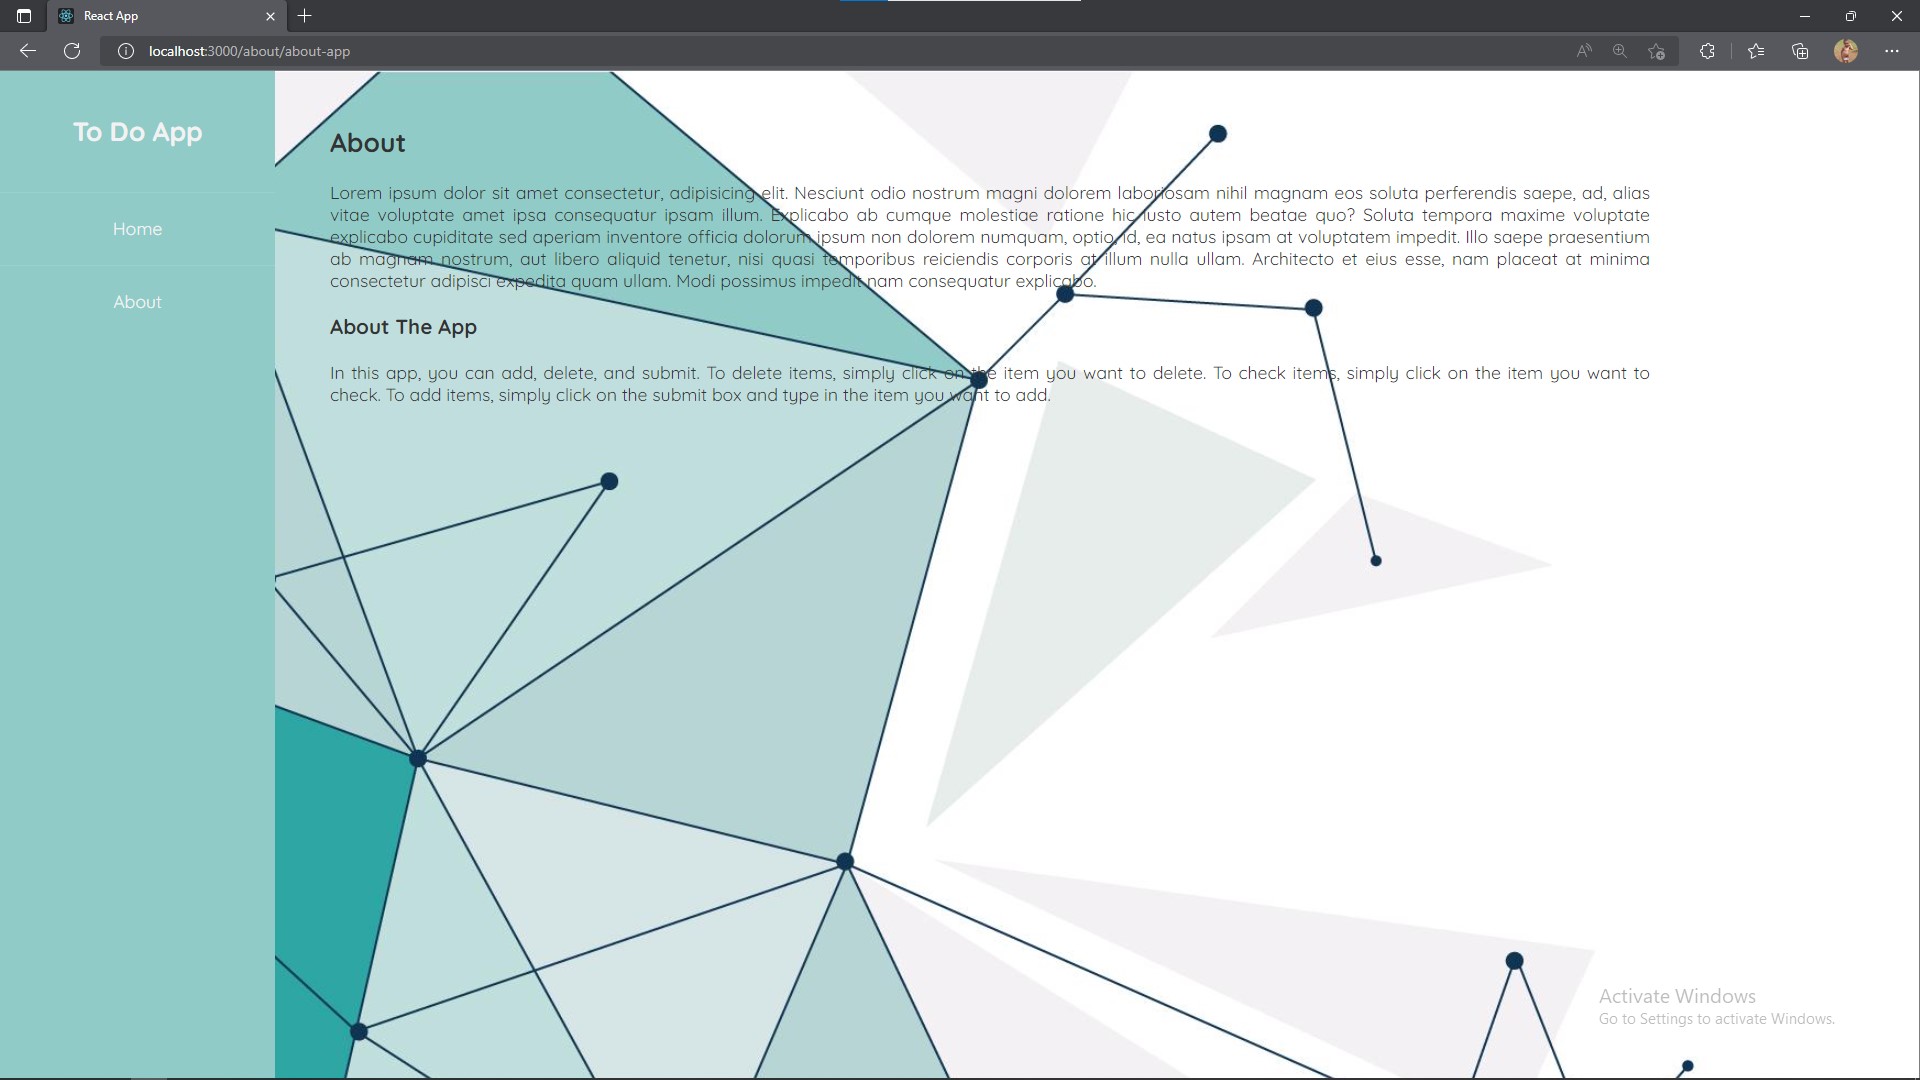 React App
localhost:3000/about/about-app
To Do App
Home
About
About
Lorem ipsum dolor sit amet consectetur, adipisicing elit. Nesciunt odio nostrum magni dolorem laboriosam nihil magnam eos soluta perferendis saepe, ad, alias
vitae voluptate amet ipsa consequatur ipsam illum. Explicabo ab cumque molestiae ratione hic iusto autem beatae quo? Soluta tempora maxime voluptate
explicabo cupiditate sed aperiam inventore officia dolorum ipsum non dolorem numquam, optio, id, ea natus ipsam at voluptatem impedit. Illo saepe praesentium
ab magnam nostrum, aut libero aliquid tenetur, nisi quasi temporibus reiciendis corporis at illum nulla ullam. Architecto et eius esse, nam placeat at minima
consectetur adipisci expedita quam ullam. Modi possimus impedit nam consequatur explicabo.
About The App
In this app, you can add, delete, and submit. To delete items, simply click on the item you want to delete. To check items, simply click on the item you want to
check. To add items, simply click on the submit box and type in the item you want to add.
Activate Windows
Go to Settings to activate Windows.